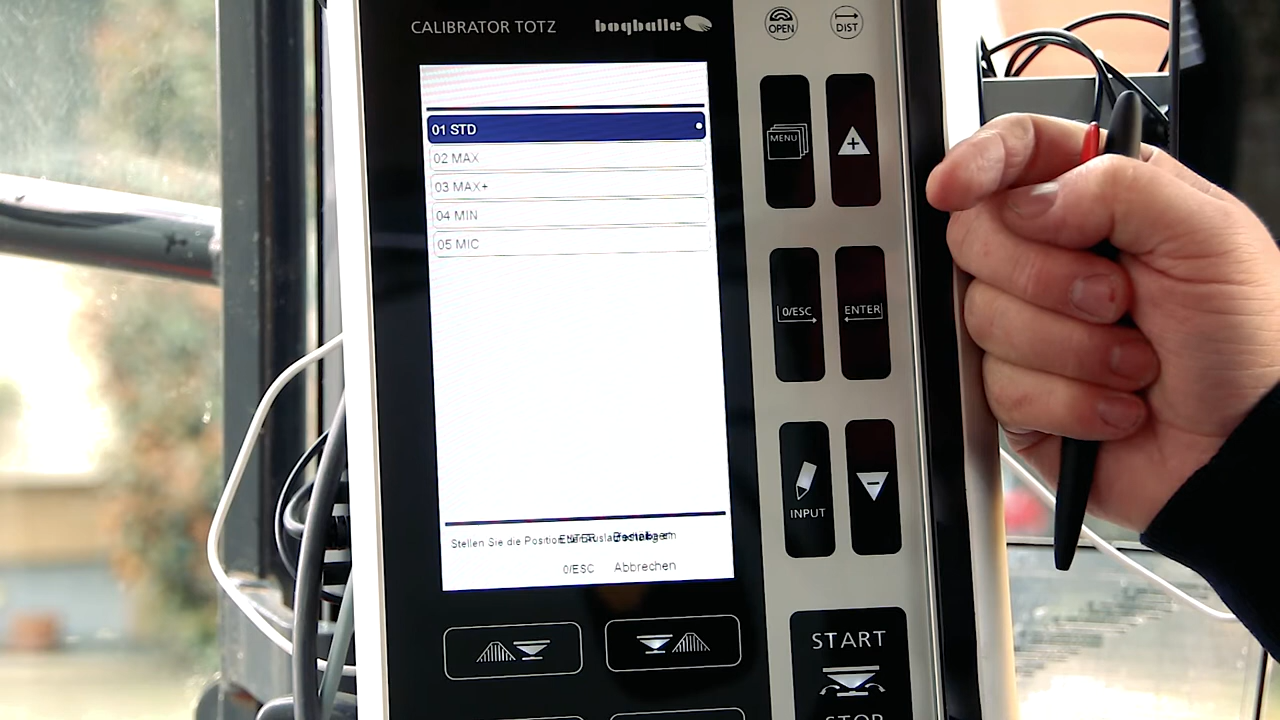 CALIBRATOR TOTZ
bogballe
OPEN
DIST
MENU
+
0/ESC
ENTER
INPUT
-
01 STD
02 MAX
03 MAX+
04 MIN
05 MIC
Stellen Sie die Position
0/ESC Abbrechen
START
STOP